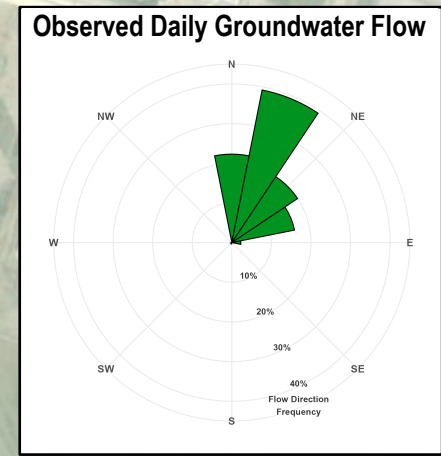 Observed Daily Groundwater Flow
N
NW
NE
W
E
10%
20%
30%
SW
SE
40%
Flow Direction
Frequency
S